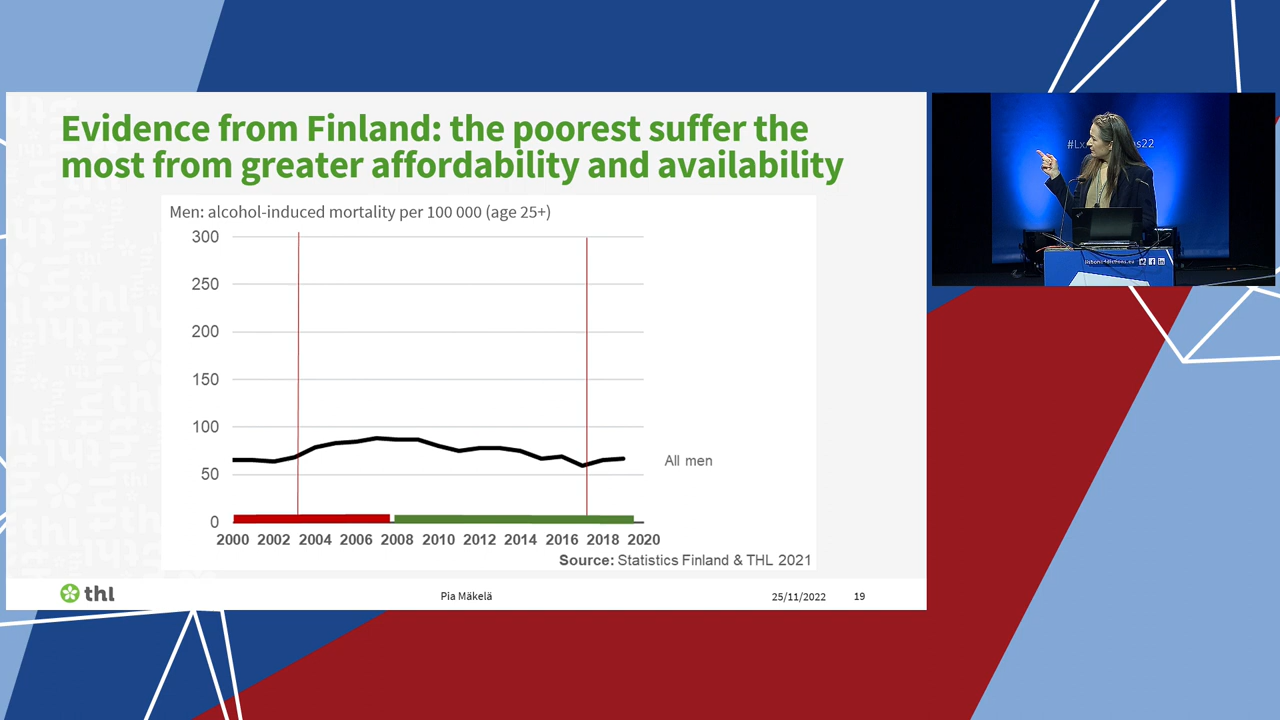 Evidence from Finland: the poorest suffer the
most from greater affordability and availability
Men: alcohol-induced mortality per 100 000 (age 25+)
300
250
200
150
100
50
0
All men
2000 2002 2004 2006 2008 2010 2012 2014 2016 2018 2020
Source: Statistics Finland & THL 2021
thl
Pia Mäkelä
25/11/2022
19